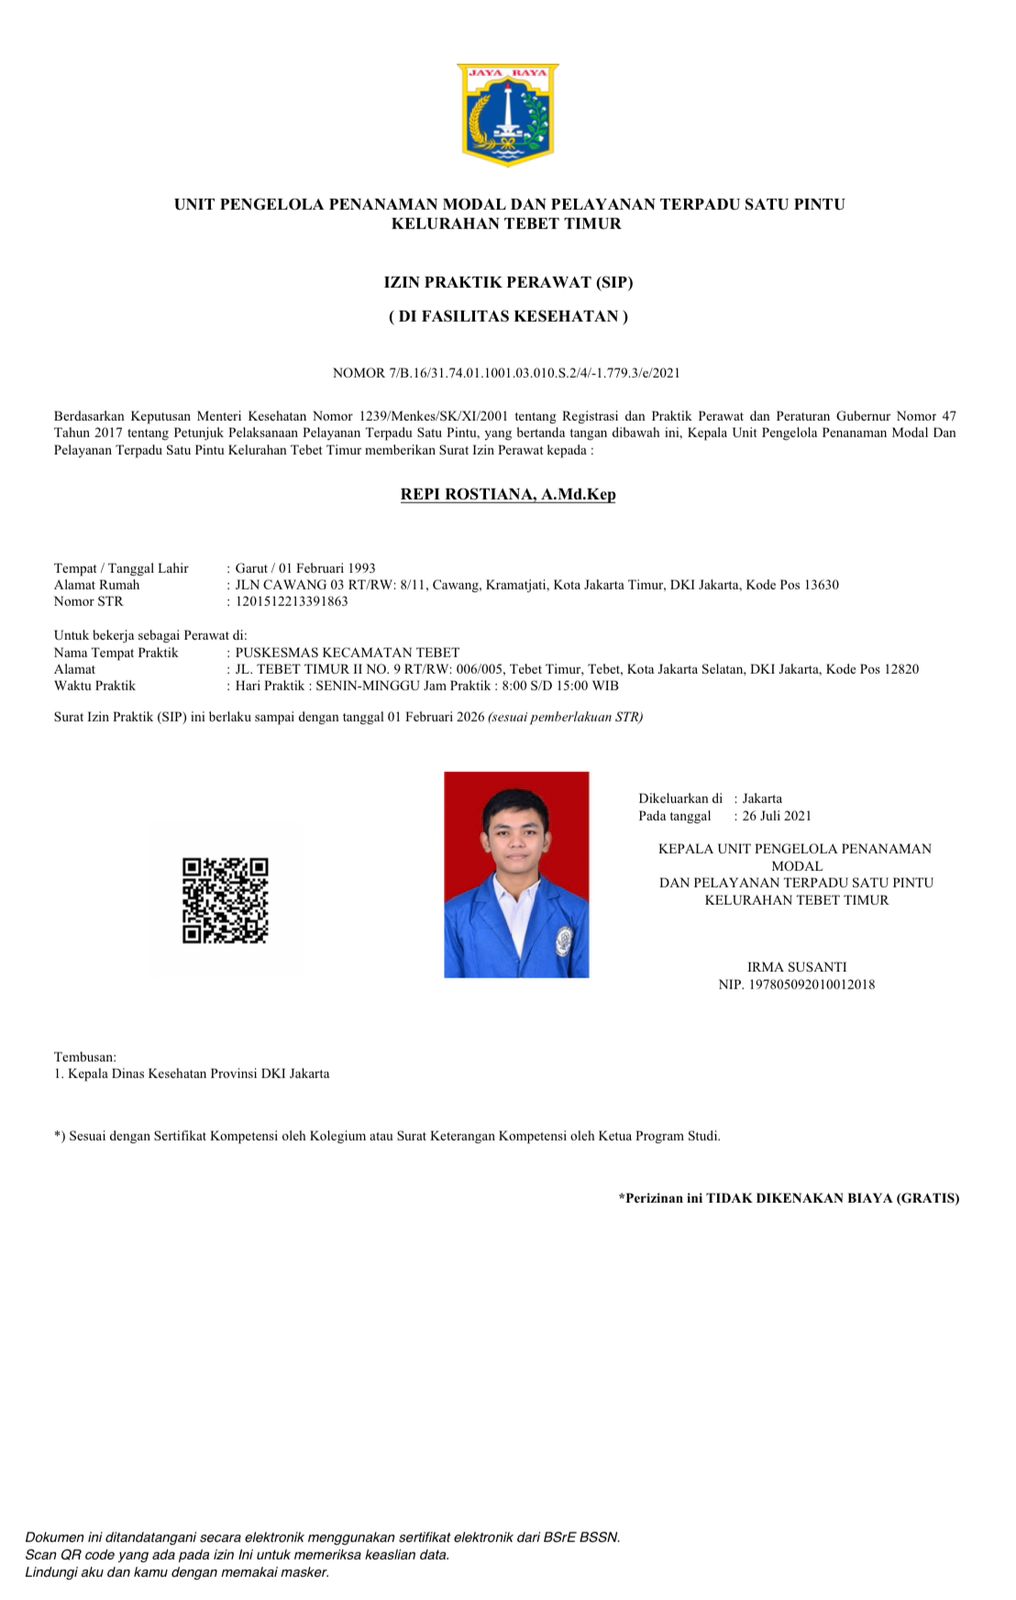 JAYA RAYA
UNIT PENGELOLA PENANAMAN MODAL DAN PELAYANAN TERPADU SATU PINTU
KELURAHAN TEBET TIMUR
IZIN PRAKTIK PERAWAT (SIP)
( DI FASILITAS KESEHATAN )
NOMOR 7/B.16/31.74.01.1001.03.010.S.2/4/-1.779.3/e/2021
Berdasarkan Keputusan Menteri Kesehatan Nomor 1239/Menkes/SK/XI/2001 tentang Registrasi dan Praktik Perawat dan Peraturan Gubernur Nomor 47
Tahun 2017 tentang Petunjuk Pelaksanaan Pelayanan Terpadu Satu Pintu, yang bertanda tangan dibawah ini, Kepala Unit Pengelola Penanaman Modal Dan
Pelayanan Terpadu Satu Pintu Kelurahan Tebet Timur memberikan Surat Izin Perawat kepada :
REPI ROSTIANA, A.Md.Kep
Tempat / Tanggal Lahir : Garut / 01 Februari 1993
Alamat Rumah : JLN CAWANG 03 RT/RW: 8/11, Cawang, Kramatjati, Kota Jakarta Timur, DKI Jakarta, Kode Pos 13630
Nomor STR : 1201512213391863
Untuk bekerja sebagai Perawat di:
Nama Tempat Praktik : PUSKESMAS KECAMATAN TEBET
Alamat : JL. TEBET TIMUR II NO. 9 RT/RW: 006/005, Tebet Timur, Tebet, Kota Jakarta Selatan, DKI Jakarta, Kode Pos 12820
Waktu Praktik : Hari Praktik : SENIN-MINGGU Jam Praktik : 8:00 S/D 15:00 WIB
Surat Izin Praktik (SIP) ini berlaku sampai dengan tanggal 01 Februari 2026 (sesuai pemberlakuan STR)
Dikeluarkan di : Jakarta
Pada tanggal : 26 Juli 2021
KEPALA UNIT PENGELOLA PENANAMAN
MODAL
DAN PELAYANAN TERPADU SATU PINTU
KELURAHAN TEBET TIMUR
IRMA SUSANTI
NIP. 197805092010012018
Tembusan:
1. Kepala Dinas Kesehatan Provinsi DKI Jakarta
*) Sesuai dengan Sertifikat Kompetensi oleh Kolegium atau Surat Keterangan Kompetensi oleh Ketua Program Studi.
*Perizinan ini TIDAK DIKENAKAN BIAYA (GRATIS)
Dokumen ini ditandatangani secara elektronik menggunakan sertifikat elektronik dari BSrE BSSN.
Scan QR code yang ada pada izin Ini untuk memeriksa keaslian data.
Lindungi aku dan kamu dengan memakai masker.